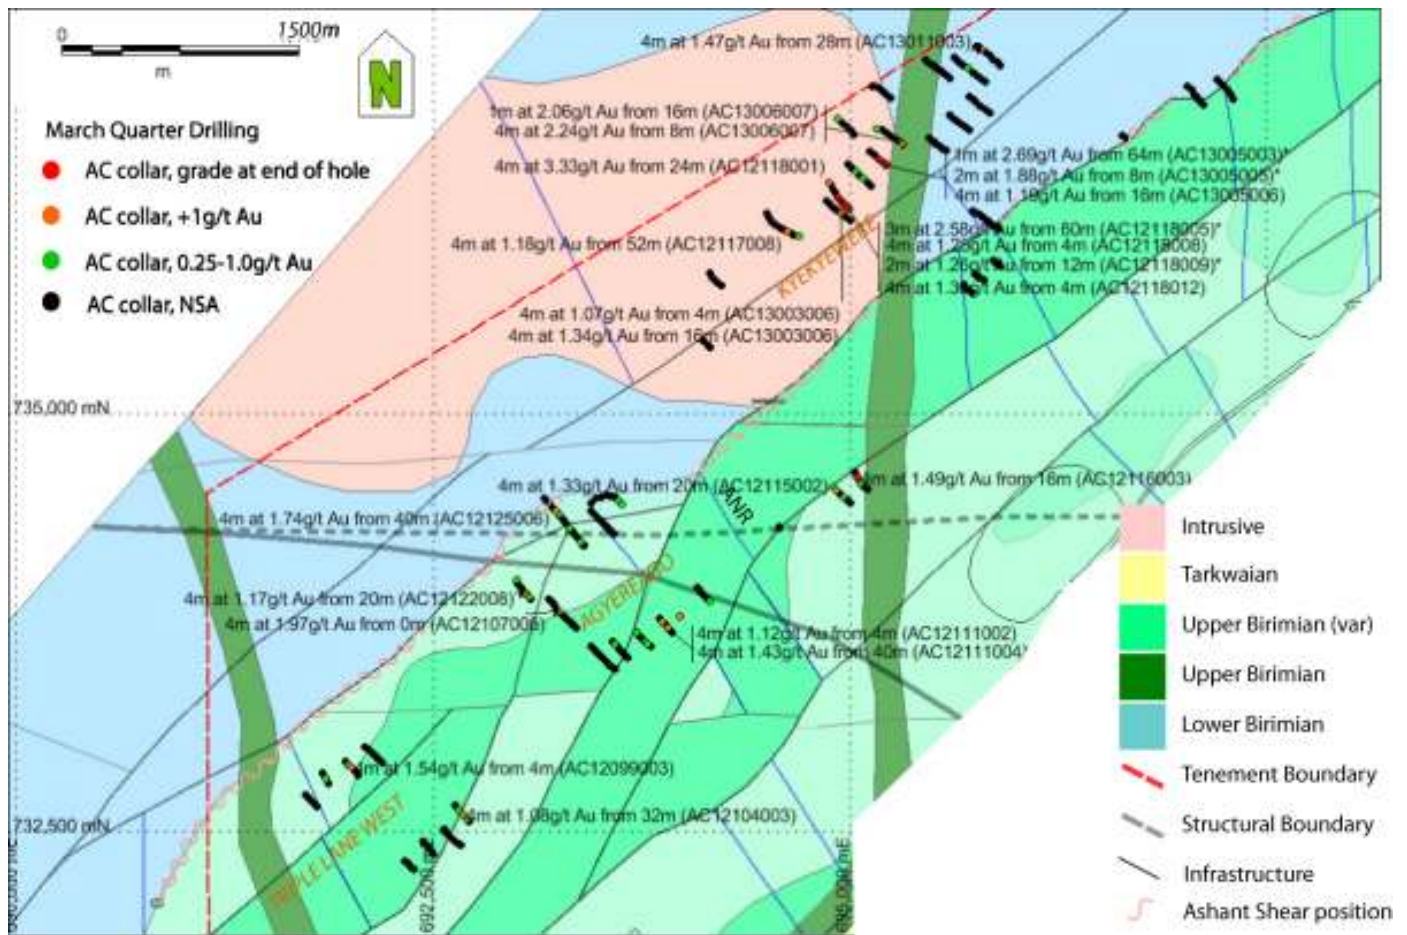 0 1500m
m
N
March Quarter Drilling
AC collar, grade at end of hole
AC collar, +1g/t Au
AC collar, 0.25-1.0g/t Au
AC collar, NSA
4m at 1.47g/t Au from 28m (AC13011003)
1m at 2.06g/t Au from 16m (AC13006007)
4m at 2.24g/t Au from 8m (AC13006007)
4m at 3.33g/t Au from 24m (AC12118001)
1m at 2.69g/t Au from 64m (AC13005003)*
2m at 1.88g/t Au from 8m (AC13005005)*
4m at 1.19g/t Au from 16m (AC13005006)
4m at 1.18g/t Au from 52m (AC12117008)
3m at 2.58g/t Au from 60m (AC12118005)*
4m at 1.28g/t Au from 4m (AC12118008)
2m at 1.26g/t Au from 12m (AC12118009)*
Au from 4m (AC12118012)
KYEKYEWERE
4m at 1.07g/t Au from 4m (AC13003006)
4m at 1.34g/t Au from 16m (AC13003006)
735,000 mN
4m at 1.33g/t Au from 20m (AC12115002)
4m at 1.49g/t Au from 16m (AC12116003)
ANR
4m at 1.74g/t Au from 40m (AC12125006)
AGYEREADO
4m at 1.17g/t Au from 20m (AC12122008)
4m at 1.97g/t Au from 0m
4m at 1.12g/t Au from 4m (AC12111002)
4m at 1.43g/t Au from 40m (AC12111004)
4m at 1.54g/t Au from 4m (AC12099003)
4m at 1.08g/t Au from 32m (AC12104003)
LANE WEST
732,500 mN
692,500 mE
695,000 mE
Intrusive
Tarkwaian
Upper Birimian (var)
Upper Birimian
Lower Birimian
Tenement Boundary
Structural Boundary
Infrastructure
Ashant Shear position